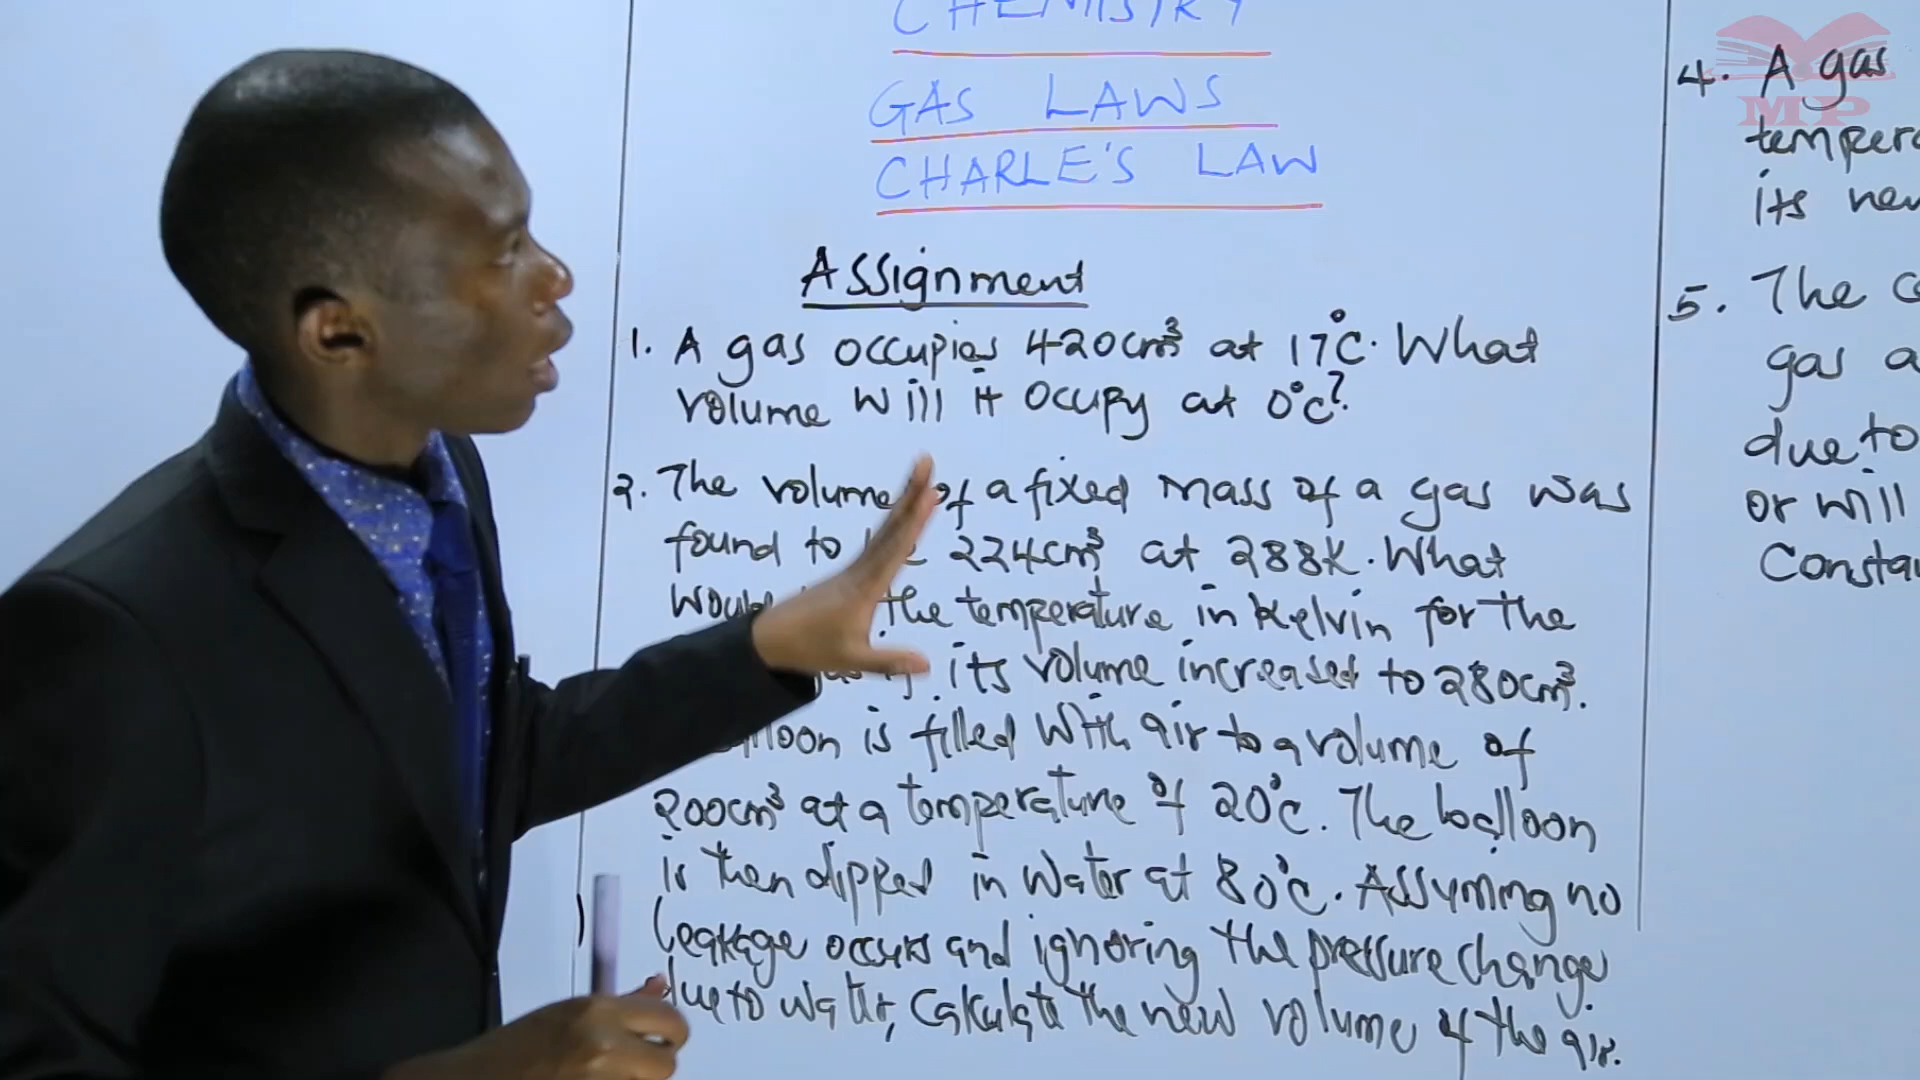 CHEMISTRY
GAS LAWS
CHARLE'S LAW
Assignment
1. A gas occupies 420cm³ at 17°C. What
volume will it occupy at 0°C?
2. The volume of a fixed mass of a gas was
found to 224cm³ at 288K. What
the temperature in Kelvin for the
its volume increased to 280cm³.
is filled with air to a volume of
200cm³ at a temperature of 20°C. The balloon
is then dipped in water at 80°C. Assuming no
leakage occurs and ignoring the pressure change
due to water, calculate the new volume of the air.
4. A gas
its
5. The
gas
due to
or will
MP